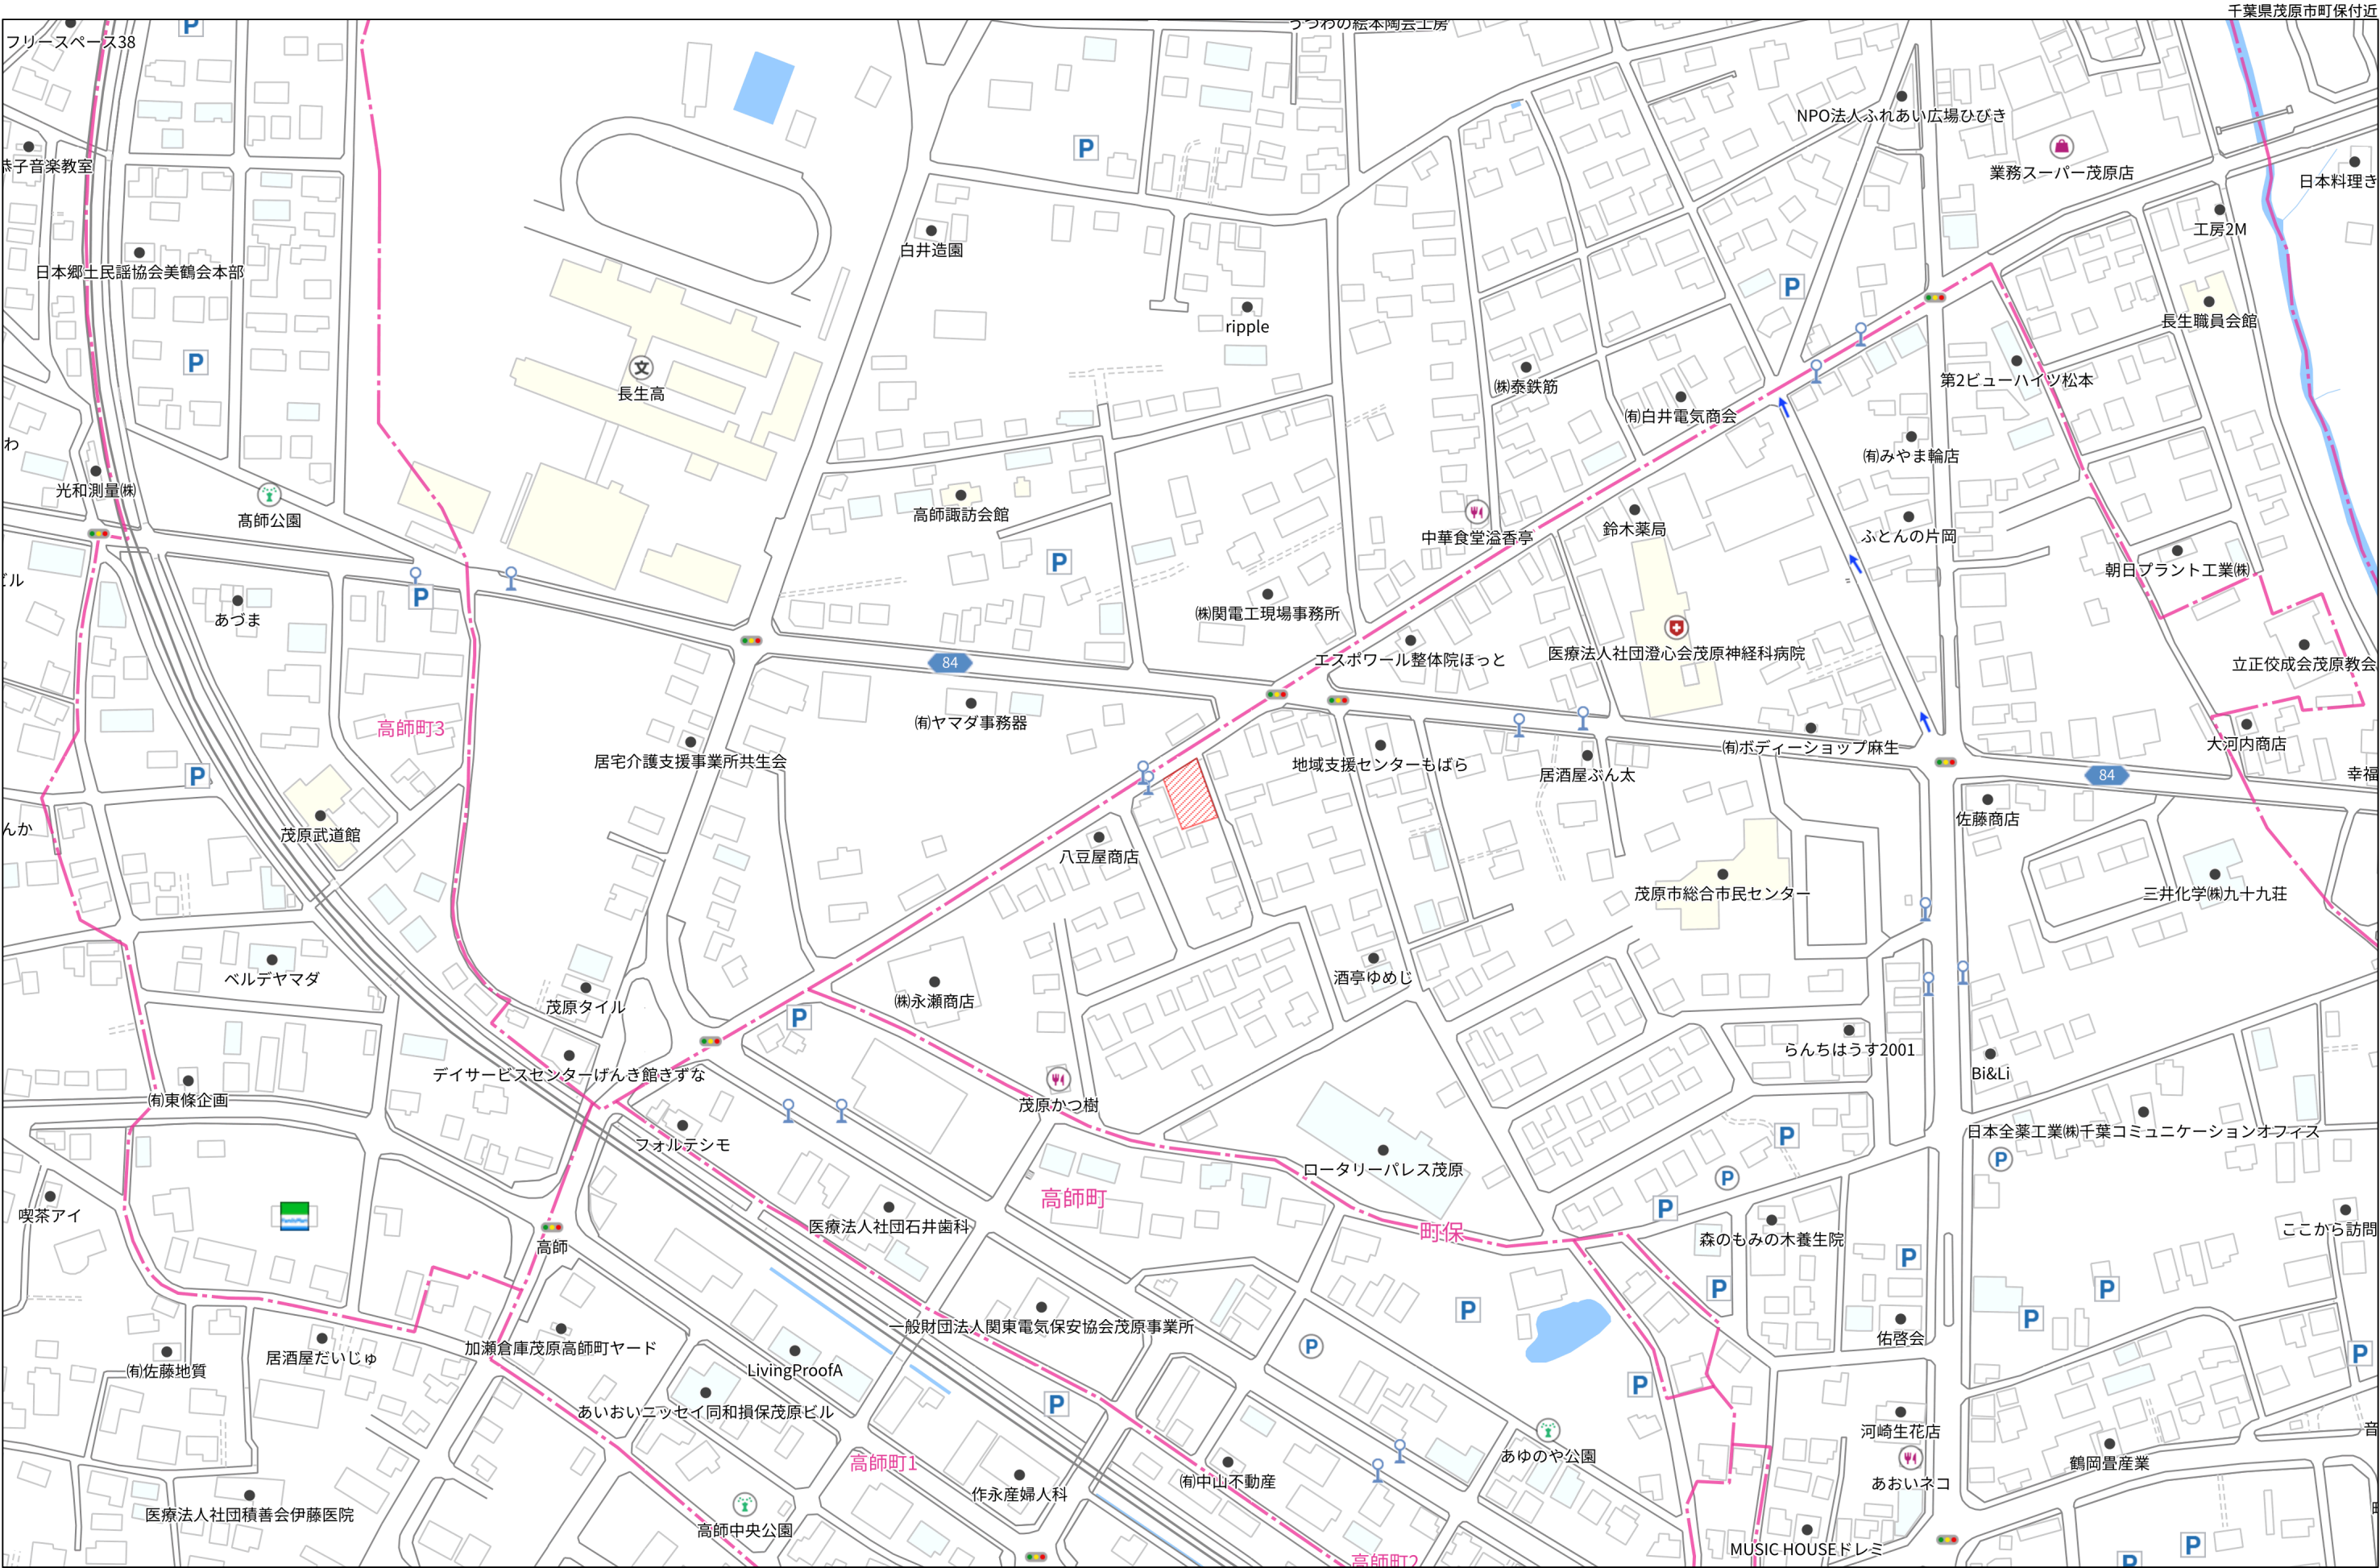 千葉県茂原市町保付近
うつわの絵本陶芸工房
フリースペース38
P
NPO法人ふれあい広場ひびき
業務スーパー茂原店
P
恭子音楽教室
日本料理き
工房2M
白井造園
日本郷土民謡協会美鶴会本部
P
長生職員会館
ripple
P
文
長生高
第2ビューハイツ松本
㈱泰鉄筋
㈲白井電気商会
わ
㈲みやま輪店
光和測量㈱
髙師公園
高師諏訪会館
鈴木薬局
中華食堂溢香亭
ふとんの片岡
P
朝日プラント工業㈱
ビル
P
あづま
㈱関電工現場事務所
医療法人社団澄心会茂原神経科病院
エスポワール整体院ほっと
84
立正佼成会茂原教会
㈲ヤマダ事務器
高師町3
大河内商店
㈲ボディーショップ麻生
居宅介護支援事業所共生会
地域支援センターもばら
居酒屋ぶん太
P
84
幸福
佐藤商店
んか
茂原武道館
八豆屋商店
茂原市総合市民センター
三井化学㈱九十九荘
ベルデヤマダ
酒亭ゆめじ
㈱永瀬商店
茂原タイル
P
らんちはうす2001
デイサービスセンターげんき館きずな
Bi&Li
㈲東條企画
茂原かつ樹
日本全薬工業㈱千葉コミュニケーションオフィス
P
フォルテシモ
P
ロータリーパレス茂原
P
高師町
P
喫茶アイ
FamilyMart
医療法人社団石井歯科
町保
森のもみの木養生院
ここから訪問
高師
P
P
P
P
P
一般財団法人関東電気保安協会茂原事業所
佑啓会
加瀬倉庫茂原高師町ヤード
P
P
居酒屋だいじゅ
㈲佐藤地質
LivingProofA
P
P
あいおいニッセイ同和損保茂原ビル
河崎生花店
音
あゆのや公園
高師町1
鶴岡畳産業
㈲中山不動産
あおいネコ
作永産婦人科
医療法人社団積善会伊藤医院
高師中央公園
MUSIC HOUSEドレミ
P
高師町2
P